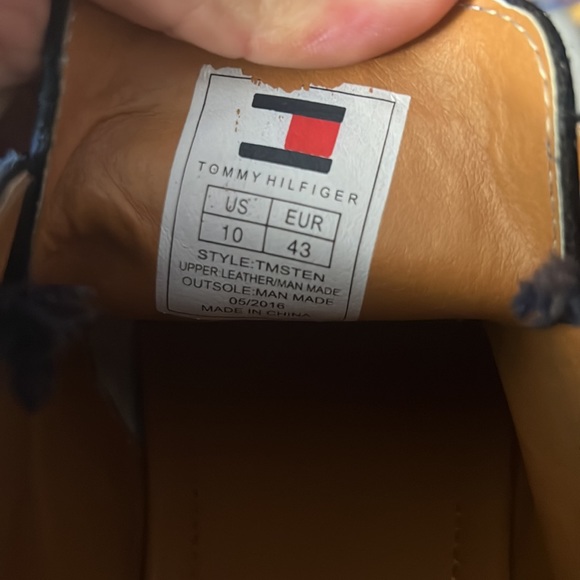 TOMMY HILFIGER
US EUR
10 43
STYLE:TMSTEN
UPPER:LEATHER/MAN MADE
OUTSOLE:MAN MADE
05/2016
MADE IN CHINA